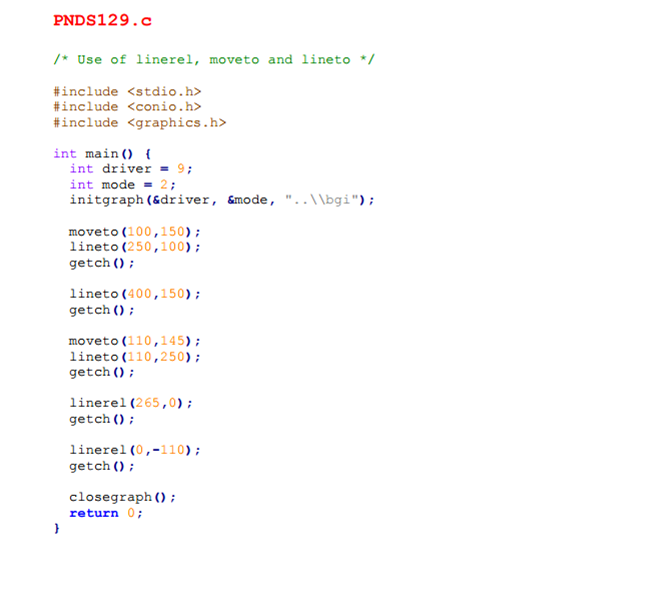 PNDS129.c
/* Use of linerel, moveto and lineto */
#include <stdio.h>
#include <conio.h>
#include <graphics.h>
int main() {
int driver = 9;
int mode = 2;
initgraph(&driver, &mode, "..\\bgi");
moveto(100,150);
lineto(250,100);
getch();
lineto(400,150);
getch();
moveto(110,145);
lineto(110,250);
getch();
linerel(265,0);
getch();
linerel(0,-110);
getch();
closegraph();
return 0;
}